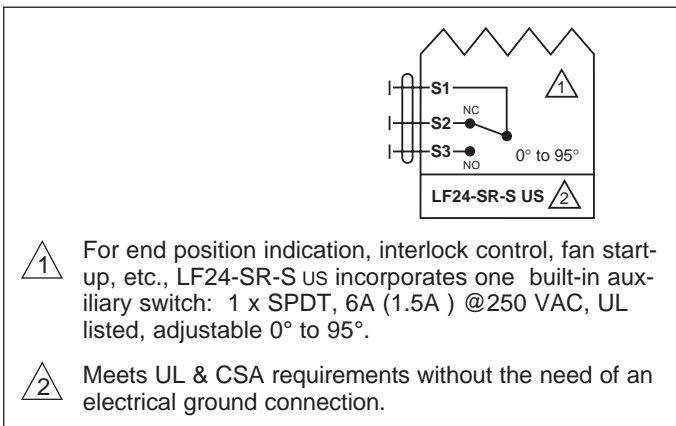 1
S1
NC
S2
S3
0° to 95°
NO
LF24-SR-S US 2
1 For end position indication, interlock control, fan start-
up, etc., LF24-SR-S US incorporates one built-in aux-
iliary switch: 1 x SPDT, 6A (1.5A ) @250 VAC, UL
listed, adjustable 0° to 95°.
2 Meets UL & CSA requirements without the need of an
electrical ground connection.